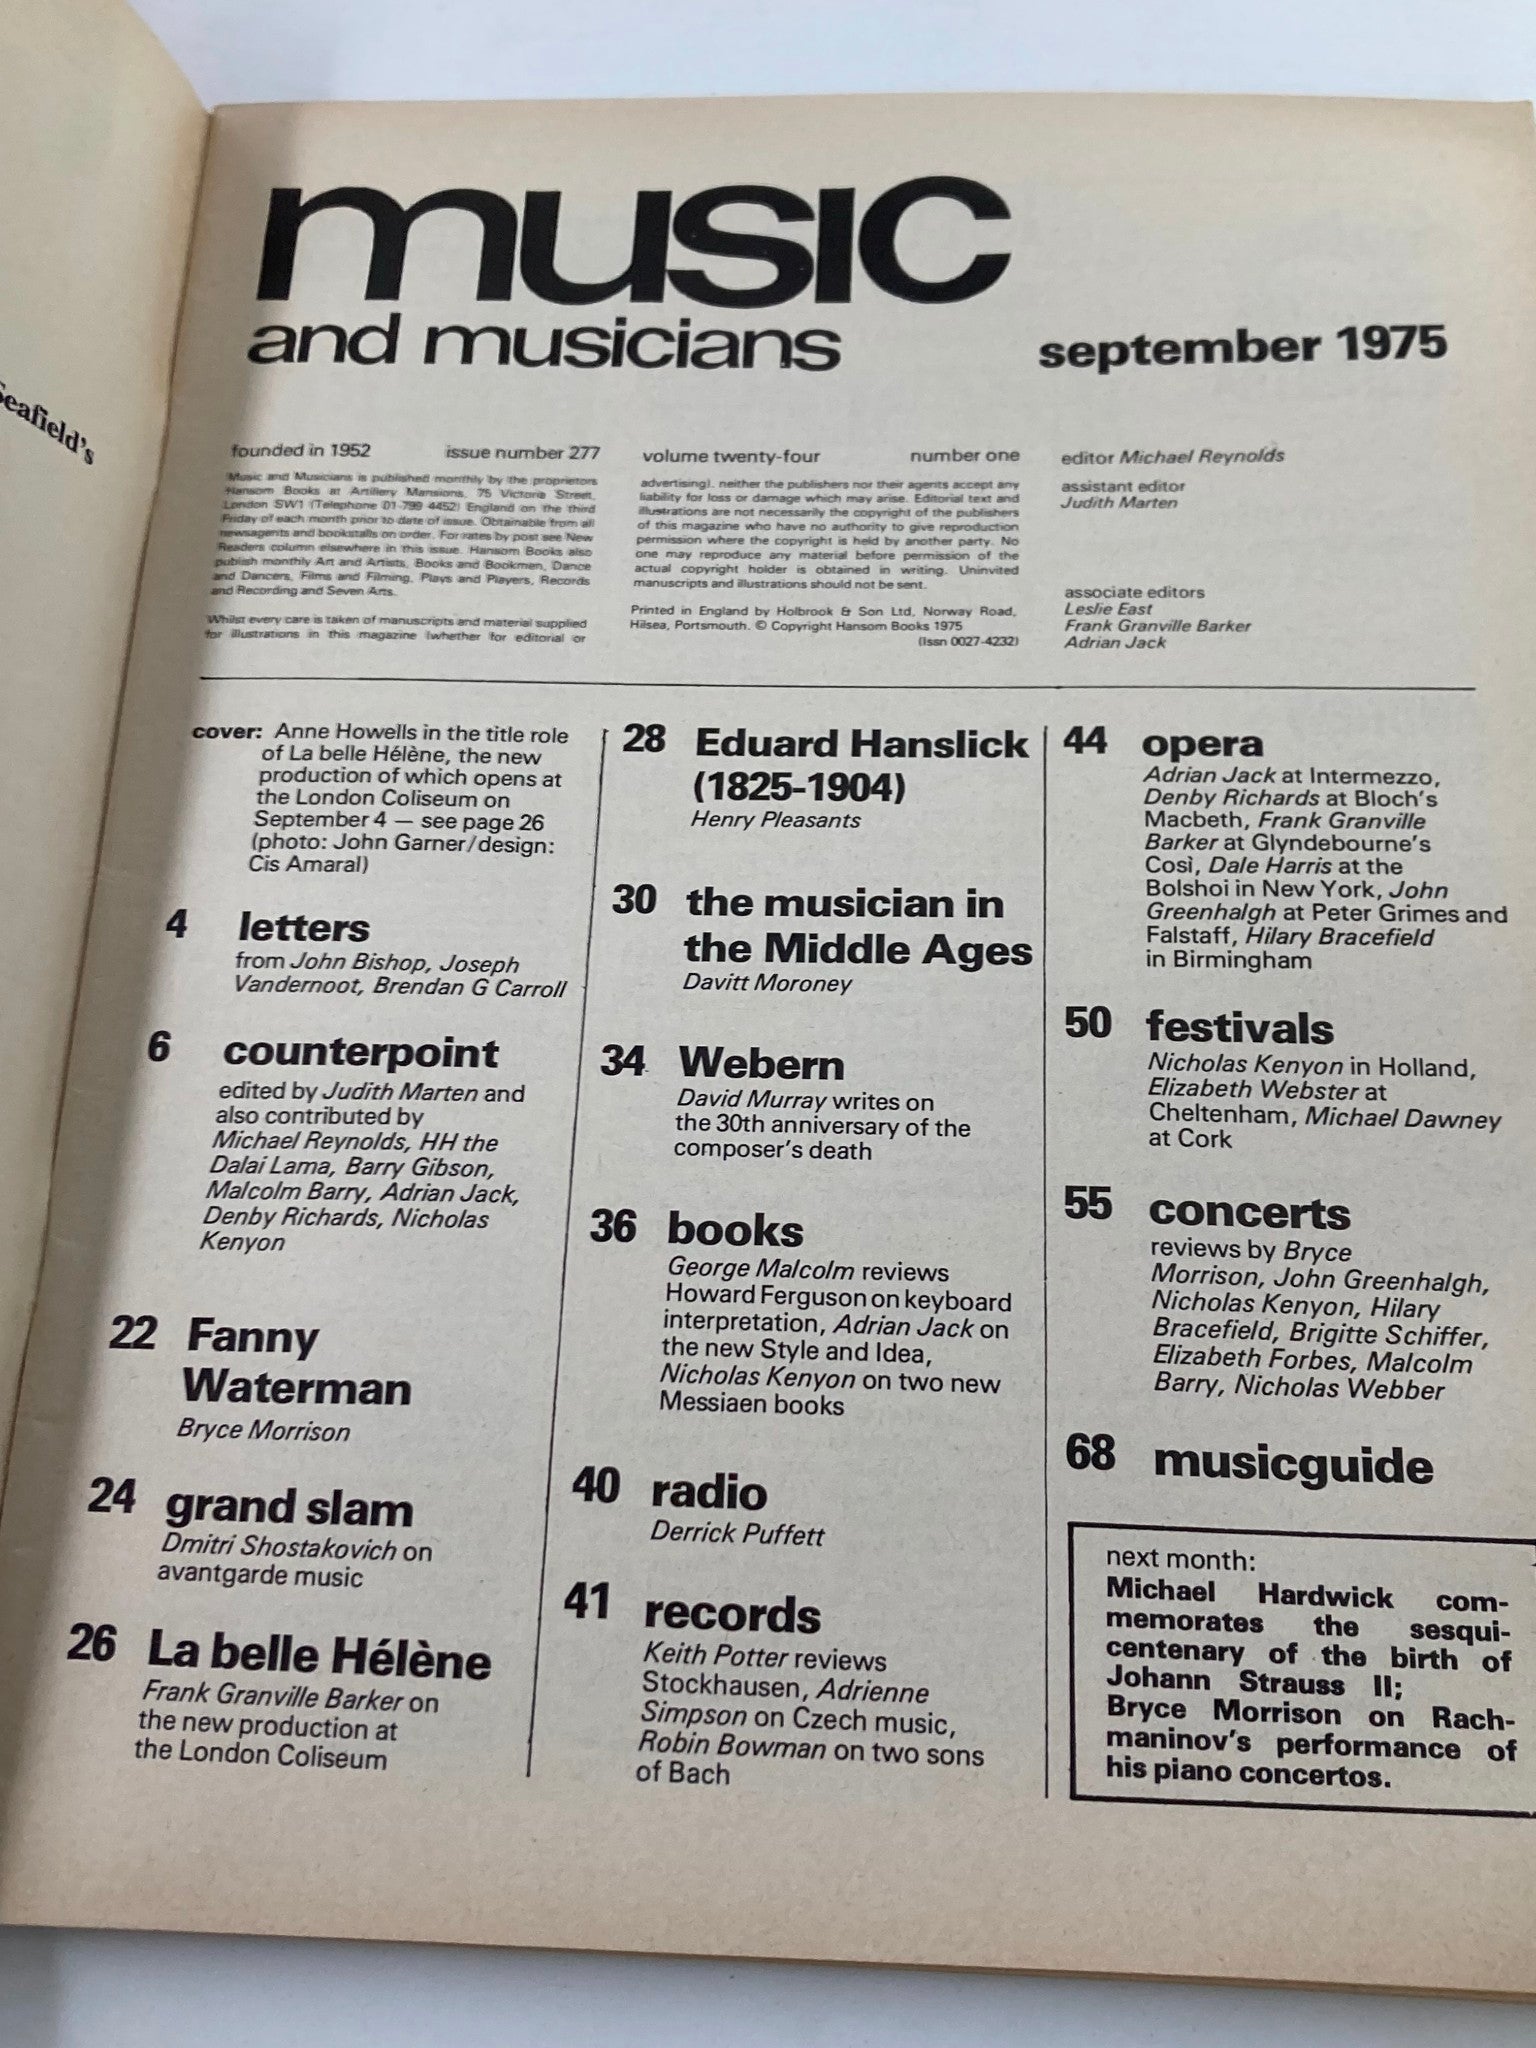 Seafield's
music
and musicians
september 1975
founded in 1952 issue number 277
Music and Musicians is published monthly by the proprietors
Hansom Books at Artillery Mansions, 75 Victoria Street,
London SW1 (Telephone 01-799 4452) England on the third
Friday of each month prior to date of issue. Obtainable from all
newsagents and bookstalls on order. For rates by post see New
Readers column elsewhere in this issue. Hansom Books also
publish monthly Art and Artists, Books and Bookmen, Dance
and Dancers, Films and Filming, Plays and Players, Records
and Recording and Seven Arts.
Whilst every care is taken of manuscripts and material supplied
for illustrations in this magazine (whether for editorial or
volume twenty-four number one
advertising), neither the publishers nor their agents accept any
liability for loss or damage which may arise. Editorial text and
illustrations are not necessarily the copyright of the publishers
of this magazine who have no authority to give reproduction
permission where the copyright is held by another party. No
one may reproduce any material before permission of the
actual copyright holder is obtained in writing. Uninvited
manuscripts and illustrations should not be sent.
Printed in England by Holbrook & Son Ltd, Norway Road,
Hilsea, Portsmouth. © Copyright Hansom Books 1975
(Issn 0027-4232)
editor Michael Reynolds
assistant editor
Judith Marten
associate editors
Leslie East
Frank Granville Barker
Adrian Jack
cover: Anne Howells in the title role
of La belle Hélène, the new
production of which opens at
the London Coliseum on
September 4 — see page 26
(photo: John Garner/design:
Cis Amaral)
4 letters
from John Bishop, Joseph
Vandernoot, Brendan G Carroll
6 counterpoint
edited by Judith Marten and
also contributed by
Michael Reynolds, HH the
Dalai Lama, Barry Gibson,
Malcolm Barry, Adrian Jack,
Denby Richards, Nicholas
Kenyon
22 Fanny
Waterman
Bryce Morrison
24 grand slam
Dmitri Shostakovich on
avantgarde music
26 La belle Hélène
Frank Granville Barker on
the new production at
the London Coliseum
28 Eduard Hanslick
(1825-1904)
Henry Pleasants
30 the musician in
the Middle Ages
Davitt Moroney
34 Webern
David Murray writes on
the 30th anniversary of the
composer's death
36 books
George Malcolm reviews
Howard Ferguson on keyboard
interpretation, Adrian Jack on
the new Style and Idea,
Nicholas Kenyon on two new
Messiaen books
40 radio
Derrick Puffett
41 records
Keith Potter reviews
Stockhausen, Adrienne
Simpson on Czech music,
Robin Bowman on two sons
of Bach
44 opera
Adrian Jack at Intermezzo,
Denby Richards at Bloch's
Macbeth, Frank Granville
Barker at Glyndebourne's
Così, Dale Harris at the
Bolshoi in New York, John
Greenhalgh at Peter Grimes and
Falstaff, Hilary Bracefield
in Birmingham
50 festivals
Nicholas Kenyon in Holland,
Elizabeth Webster at
Cheltenham, Michael Dawney
at Cork
55 concerts
reviews by Bryce
Morrison, John Greenhalgh,
Nicholas Kenyon, Hilary
Bracefield, Brigitte Schiffer,
Elizabeth Forbes, Malcolm
Barry, Nicholas Webber
68 musicguide
next month:
Michael Hardwick com-
memorates the sesqui-
centenary of the birth of
Johann Strauss II;
Bryce Morrison on Rach-
maninov's performance of
his piano concertos.